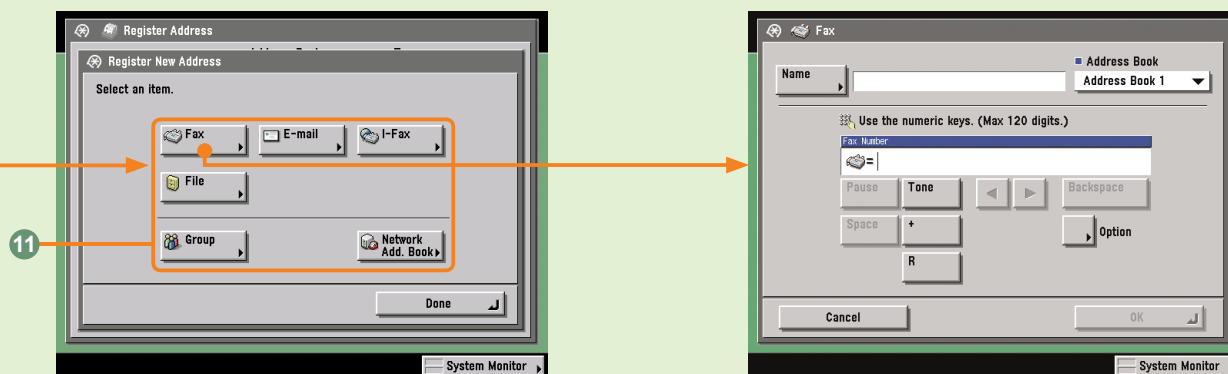 Register Address
Register New Address
Select an item.
Fax
E-mail
I-Fax
File
11
Group
Network
Add. Book
Done
System Monitor
Fax
Name
Address Book
Address Book 1
Use the numeric keys. (Max 120 digits.)
Fax Number
=
Pause
Tone
Backspace
Space
+
Option
R
Cancel
OK
System Monitor